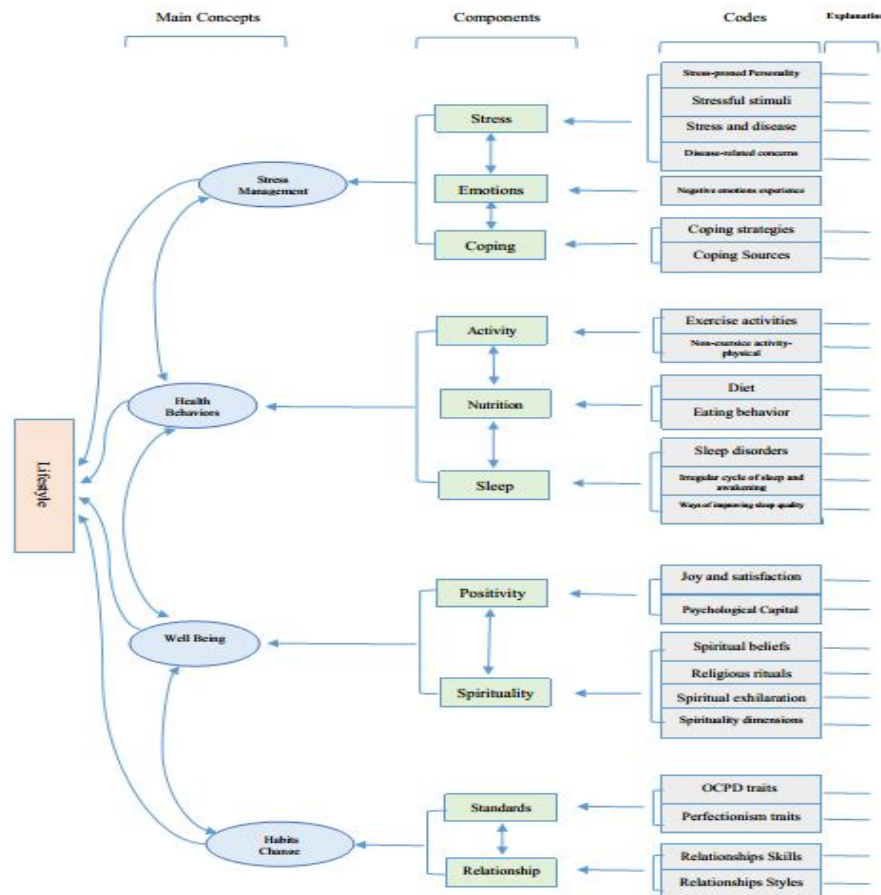 Main Concepts
Components
Codes
Explanation
Stress-proned Personality
Stressful stimuli
Stress and disease
Disease-related concerns
Stress
Stress
Management
Emotions
Negative emotions experience
Coping
Coping strategies
Coping Sources
Activity
Exercise activities
Non-exersice activity-
physical
Health
Behaviors
Nutrition
Diet
Eating behavior
Sleep
Sleep disorders
Irregular cycle of sleep and
awakening
Ways of improving sleep quality
Lifestyle
Positivity
Joy and satisfaction
Psychological Capital
Well Being
Spirituality
Spiritual beliefs
Religious rituals
Spiritual exhilaration
Spirituality dimensions
Standards
OCPD traits
Perfectionism traits
Habits
Change
Relationship
Relationships Skills
Relationships Styles